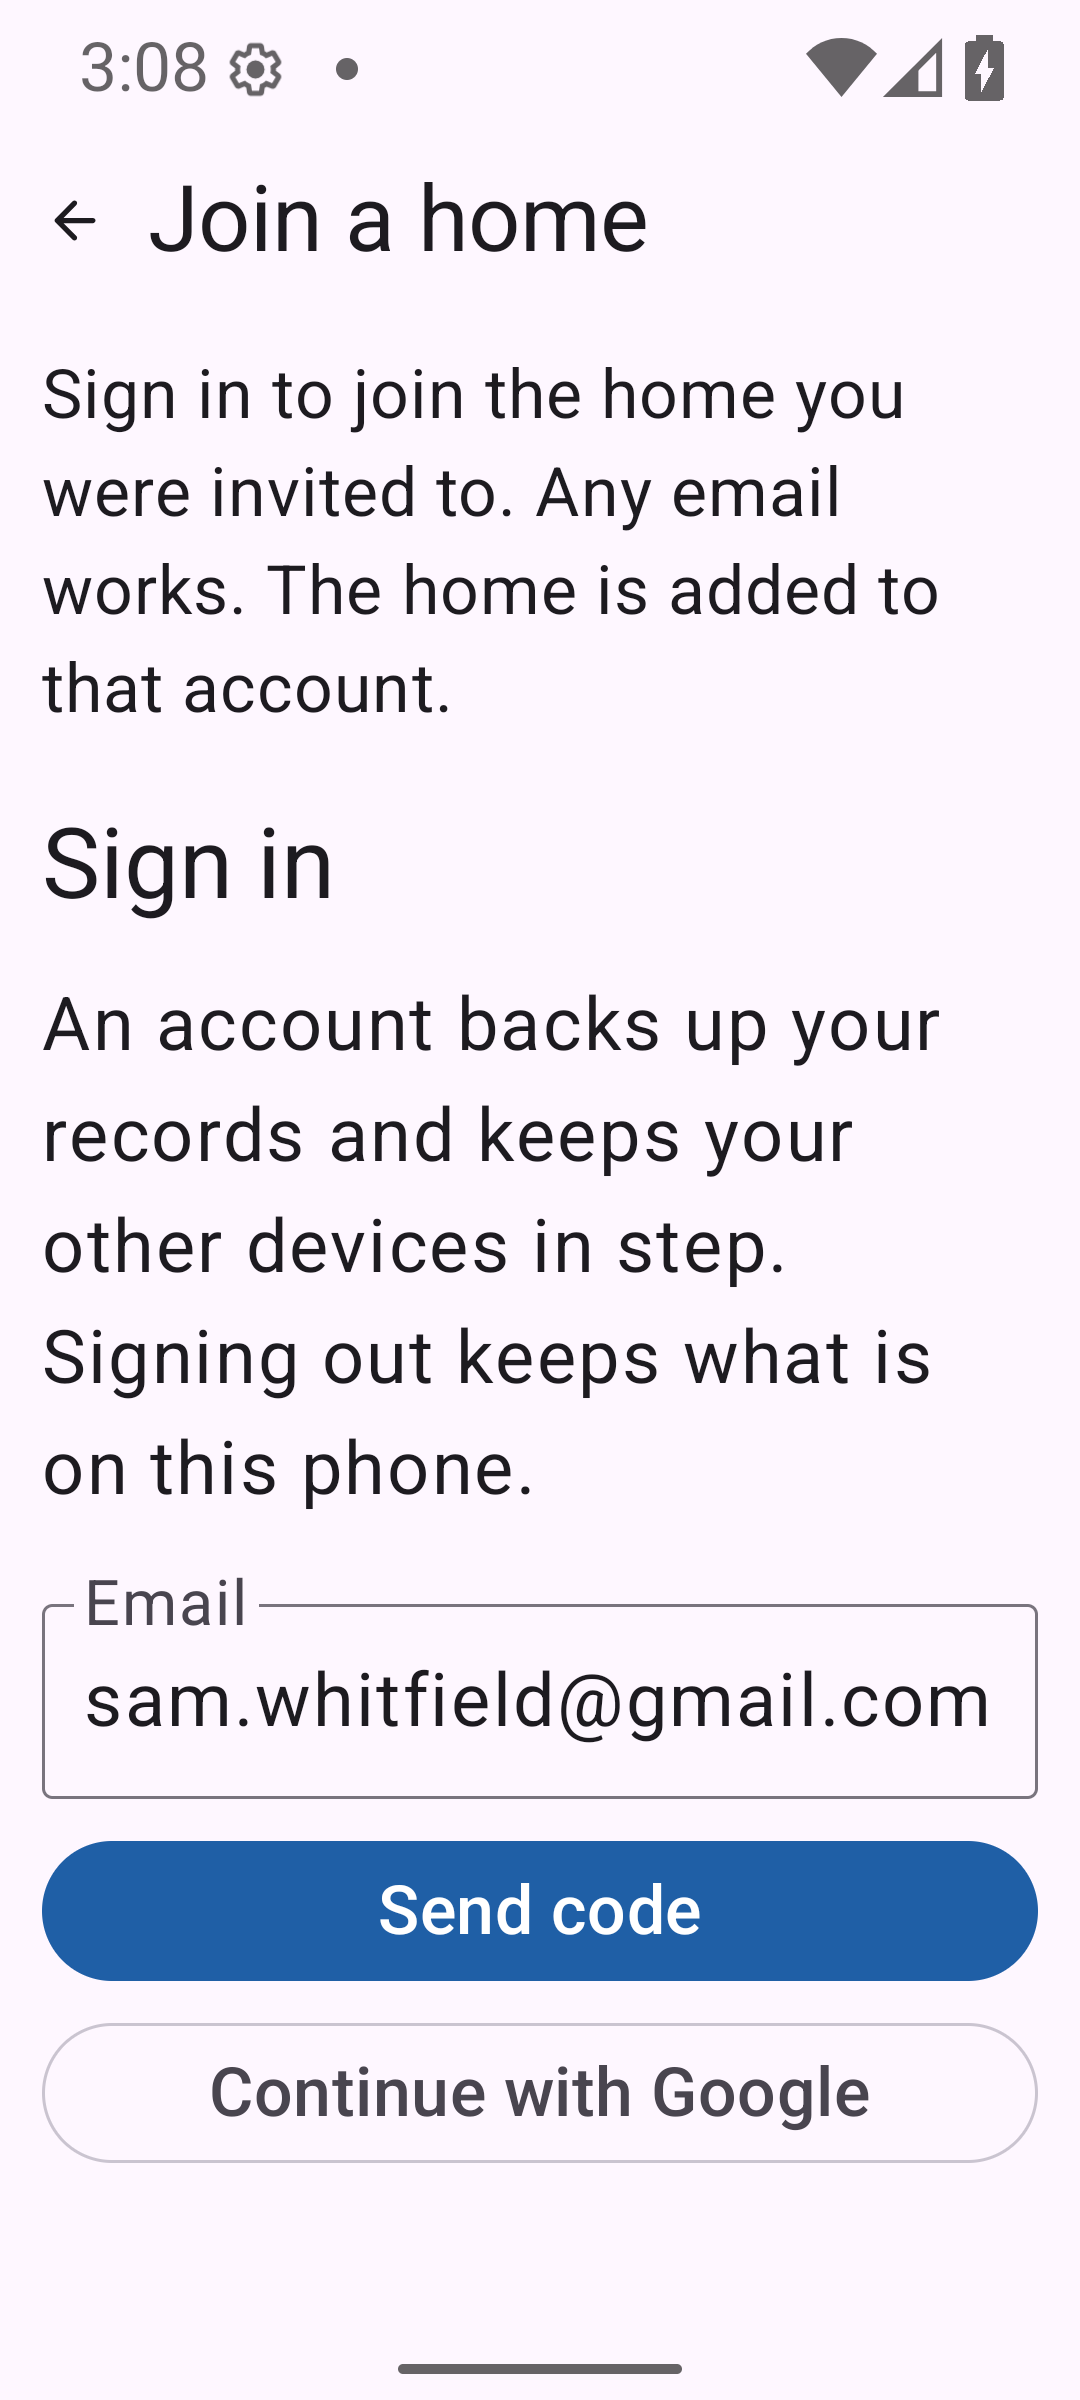 3:08
Join a home
Sign in to join the home you
were invited to. Any email
works. The home is added to
that account.
Sign in
An account backs up your
records and keeps your
other devices in step.
Signing out keeps what is
on this phone.
Email
sam.whitfield@gmail.com
Send code
Continue with Google